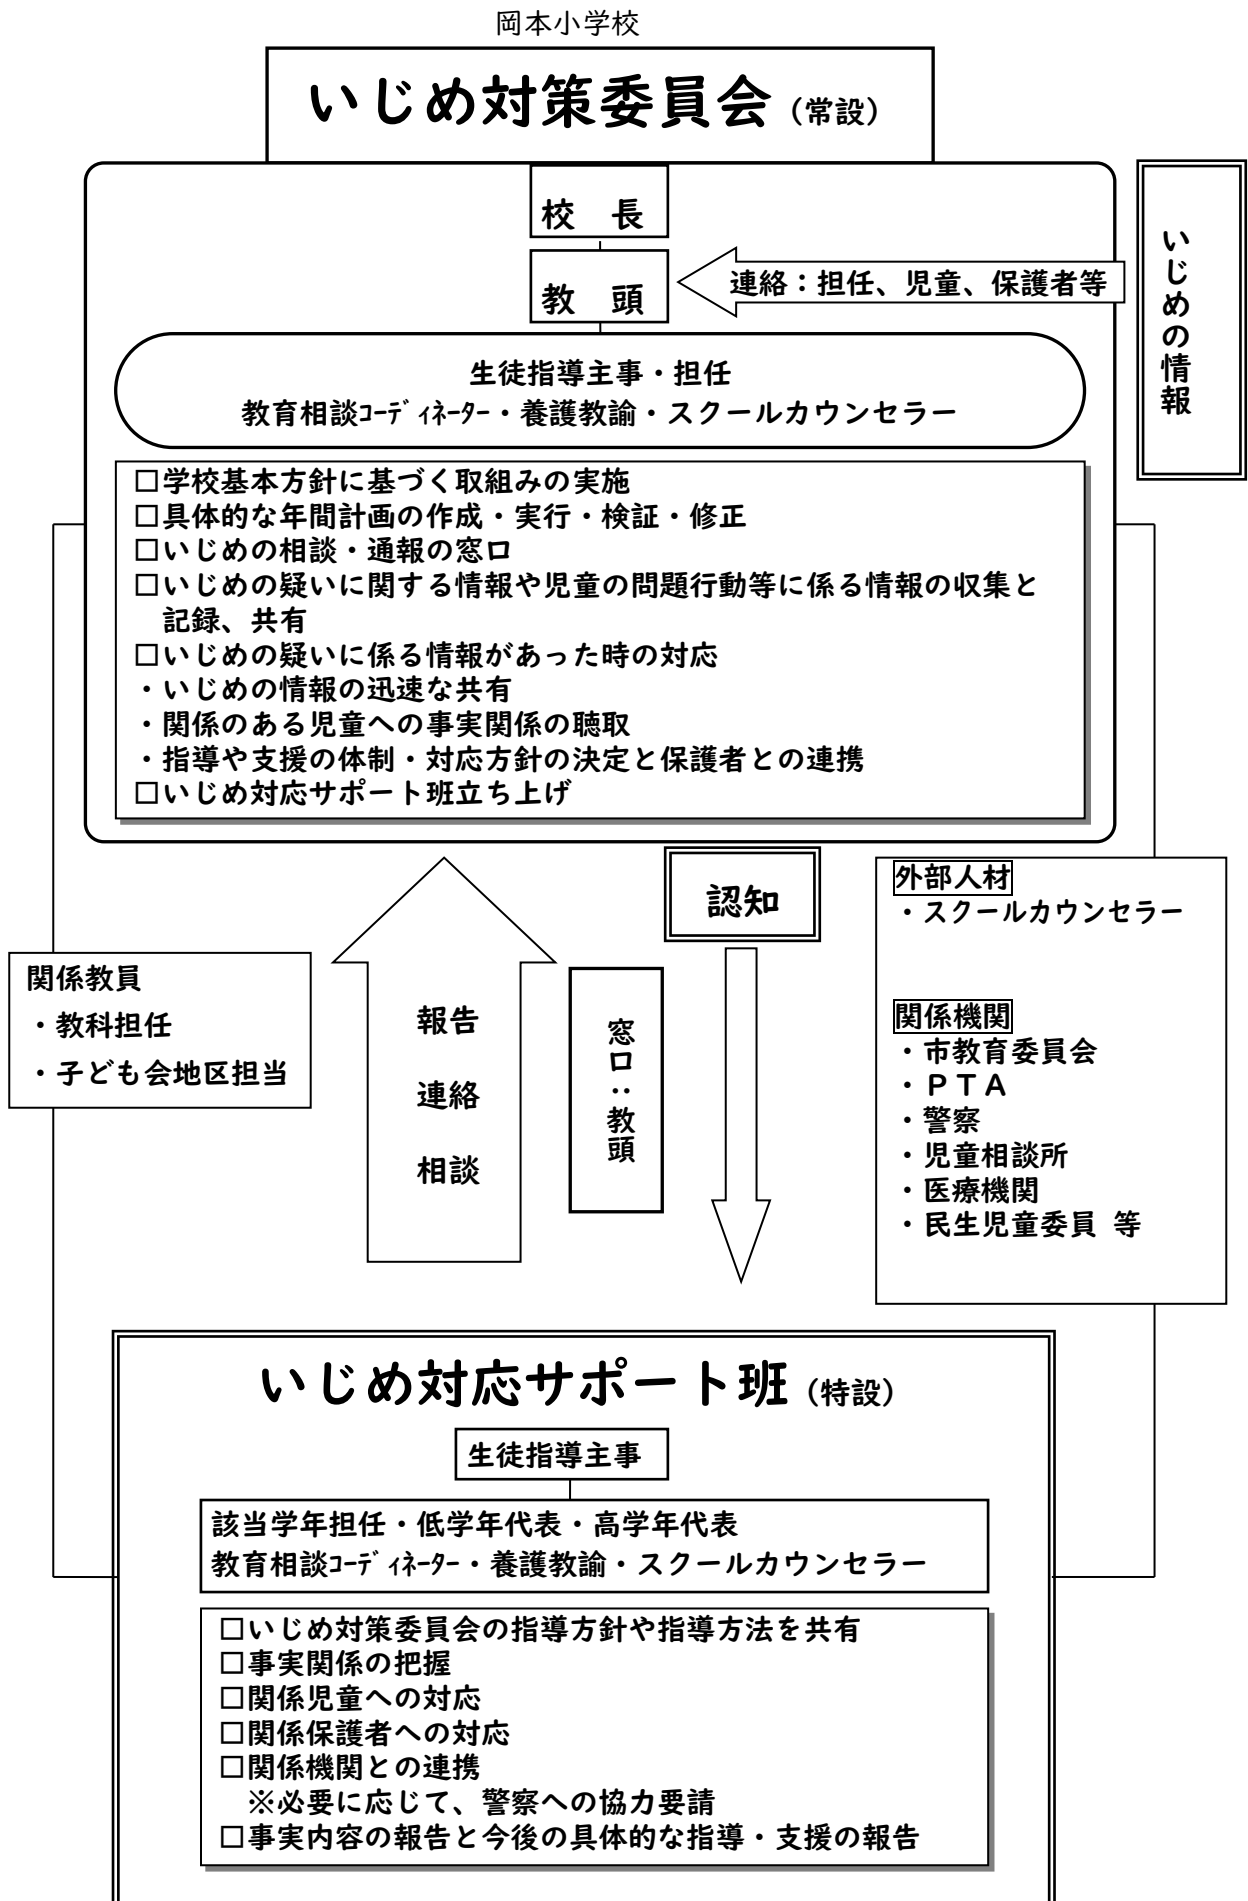 岡本小学校
いじめ対策委員会（常設）
校　長
教　頭
連絡：担任、児童、保護者等
いじめの情報
生徒指導主事・担任
教育相談ｺｰﾃﾞｨﾈｰﾀｰ・養護教諭・スクールカウンセラー
□学校基本方針に基づく取組みの実施
□具体的な年間計画の作成・実行・検証・修正
□いじめの相談・通報の窓口
□いじめの疑いに関する情報や児童の問題行動等に係る情報の収集と
記録、共有
□いじめの疑いに係る情報があった時の対応
・いじめの情報の迅速な共有
・関係のある児童への事実関係の聴取
・指導や支援の体制・対応方針の決定と保護者との連携
□いじめ対応サポート班立ち上げ
認知
外部人材
・スクールカウンセラー
関係機関
・市教育委員会
・ＰＴＡ
・警察
・児童相談所
・医療機関
・民生児童委員 等
関係教員
・教科担任
・子ども会地区担当
報告
連絡
相談
窓口：教頭
いじめ対応サポート班（特設）
生徒指導主事
該当学年担任・低学年代表・高学年代表
教育相談ｺｰﾃﾞｨﾈｰﾀｰ・養護教諭・スクールカウンセラー
□いじめ対策委員会の指導方針や指導方法を共有
□事実関係の把握
□関係児童への対応
□関係保護者への対応
□関係機関との連携
※必要に応じて、警察への協力要請
□事実内容の報告と今後の具体的な指導・支援の報告